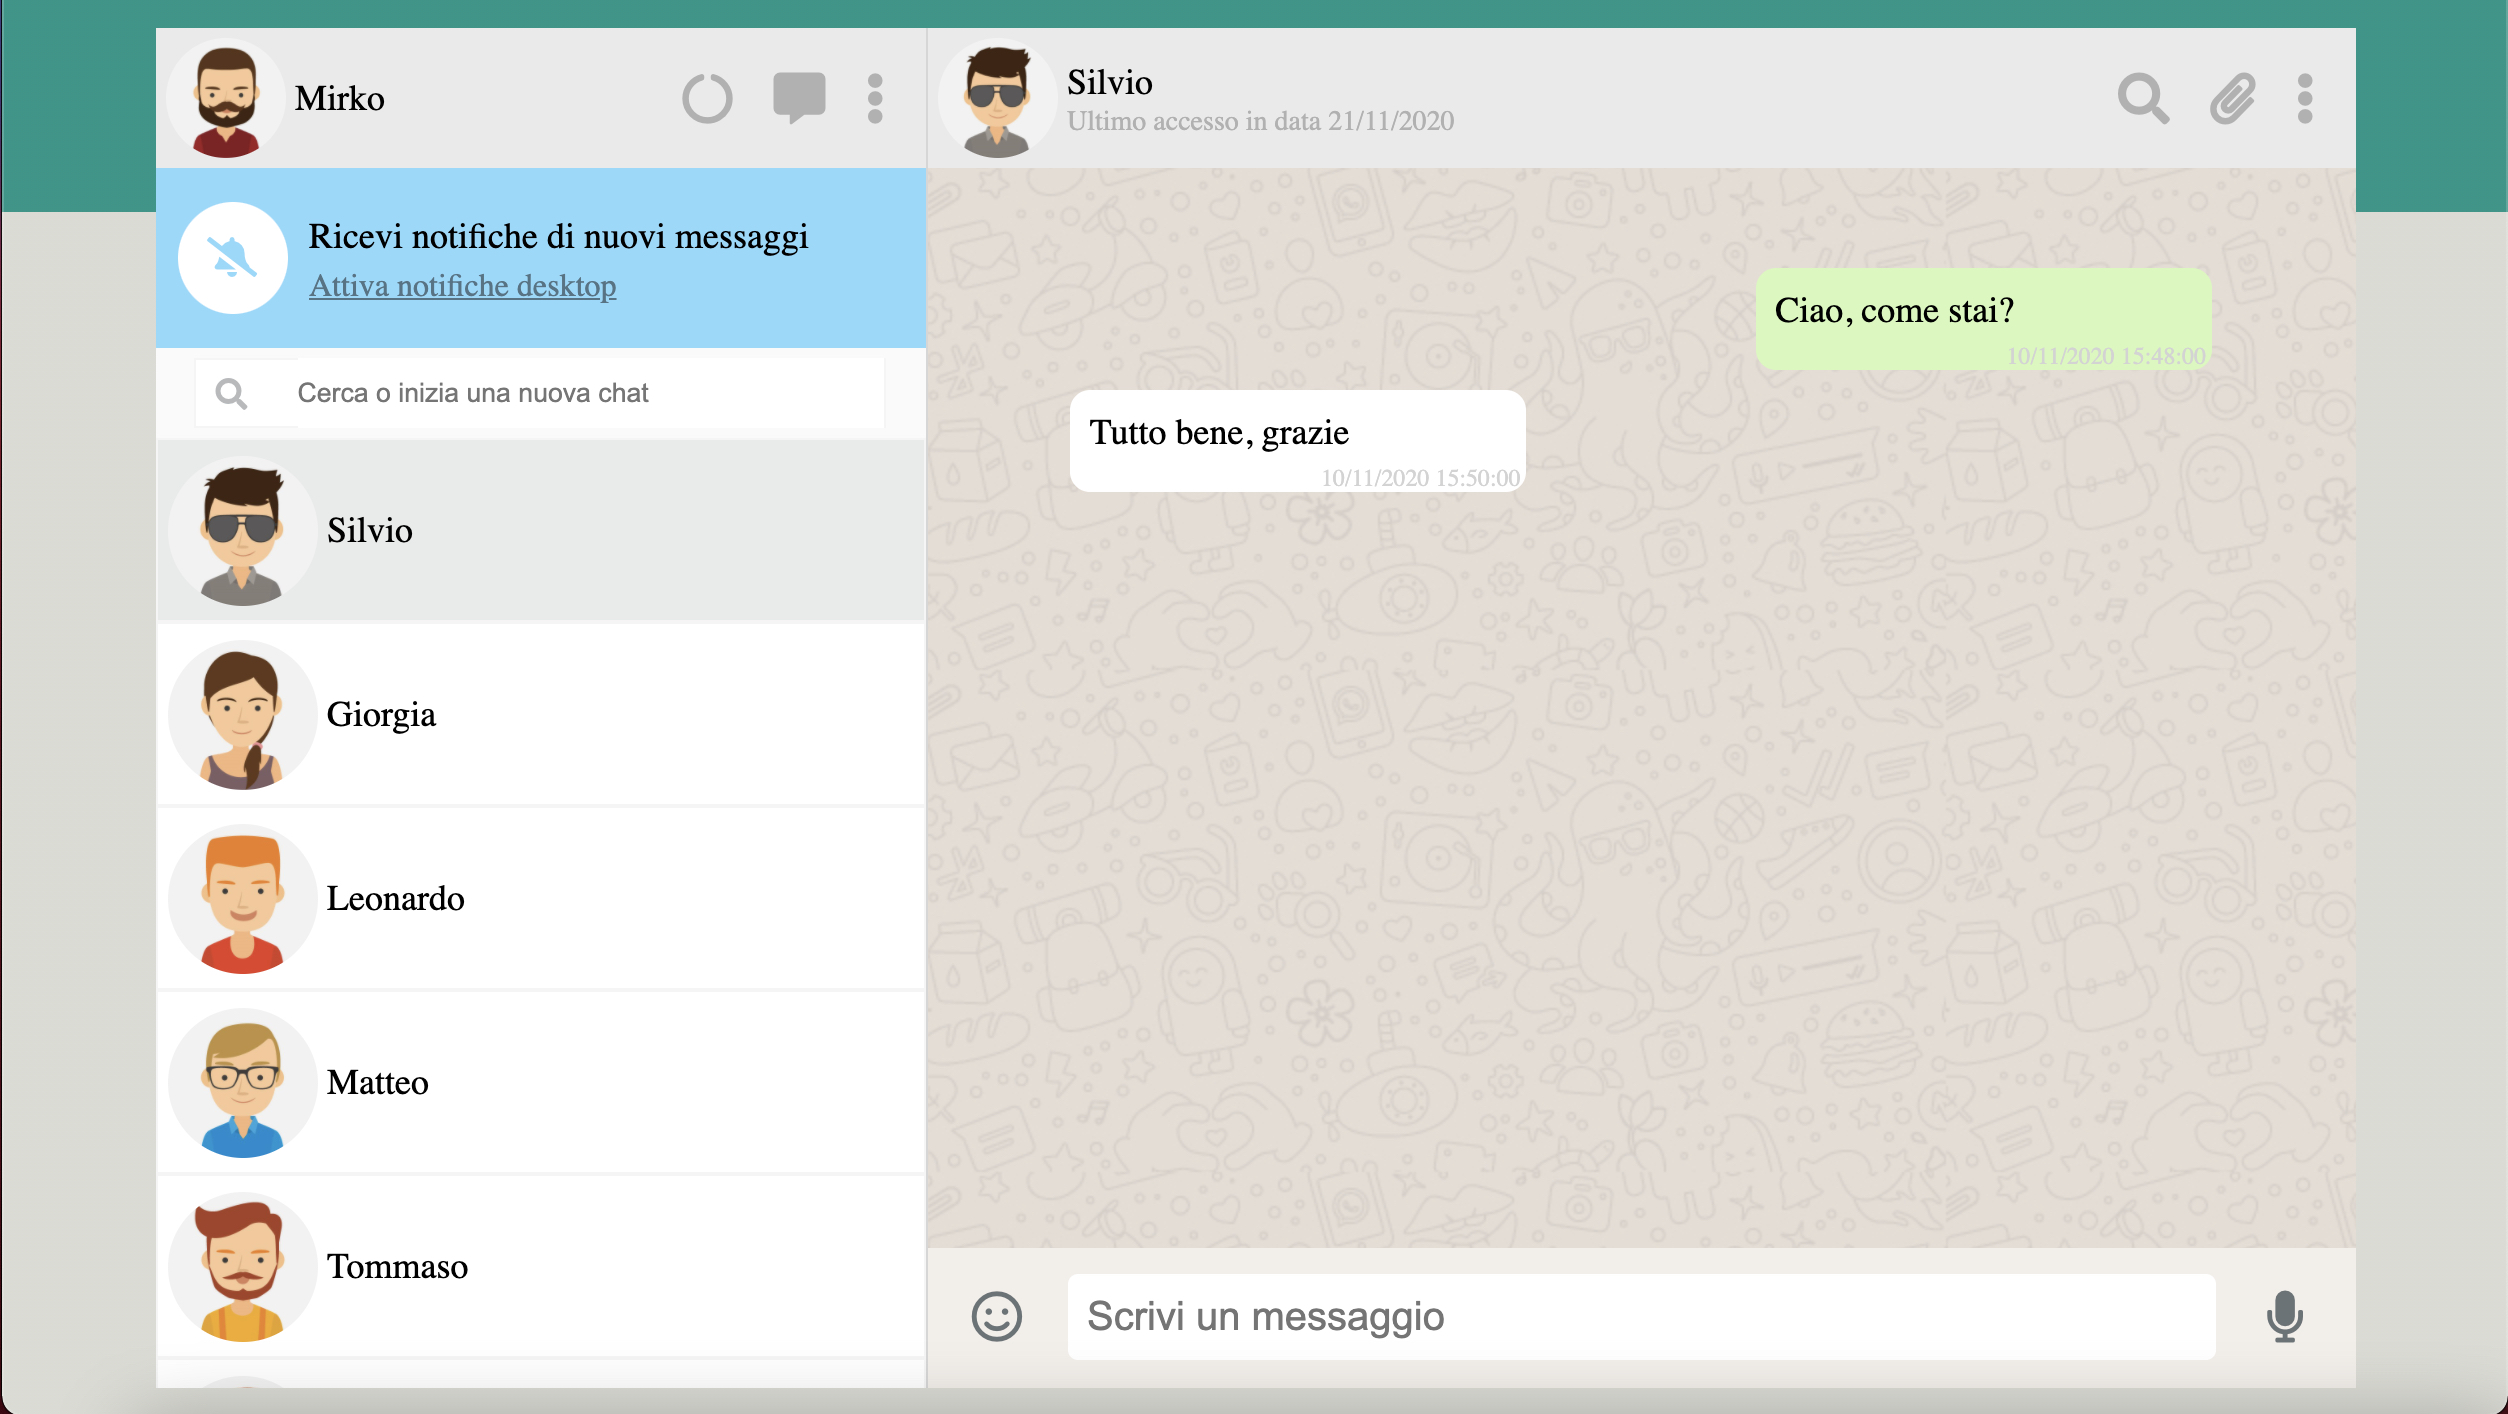 Mirko
Ricevi notifiche di nuovi messaggi
Attiva notifiche desktop
Cerca o inizia una nuova chat
Silvio
Giorgia
Leonardo
Matteo
Tommaso
Silvio
Ultimo accesso in data 21/11/2020
Ciao, come stai?
10/11/2020 15:48:00
Tutto bene, grazie
10/11/2020 15:50:00
Scrivi un messaggio